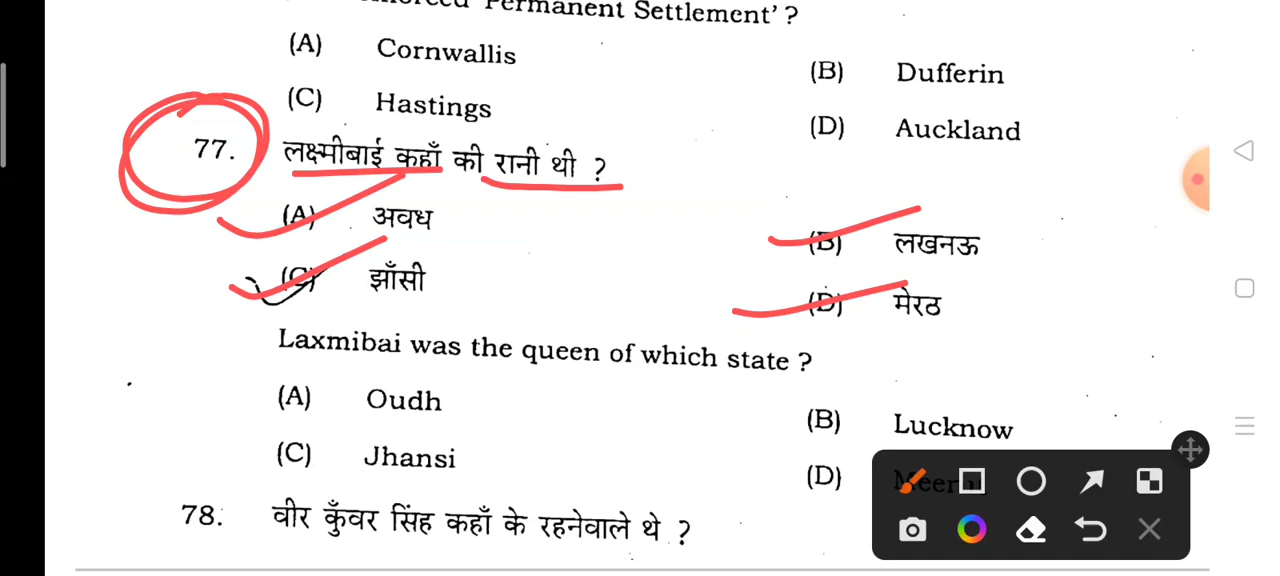 Permanent Settlement' ?
(A) Cornwallis
(B) Dufferin
(C) Hastings
(D) Auckland
77. लक्ष्मीबाई कहाँ की रानी थी ?
(A) अवध
(B) लखनऊ
(C) झाँसी
(D) मेरठ
Laxmibai was the queen of which state ?
(A) Oudh
(B) Lucknow
(C) Jhansi
(D) Meerut
78. वीर कुँवर सिंह कहाँ के रहनेवाले थे ?